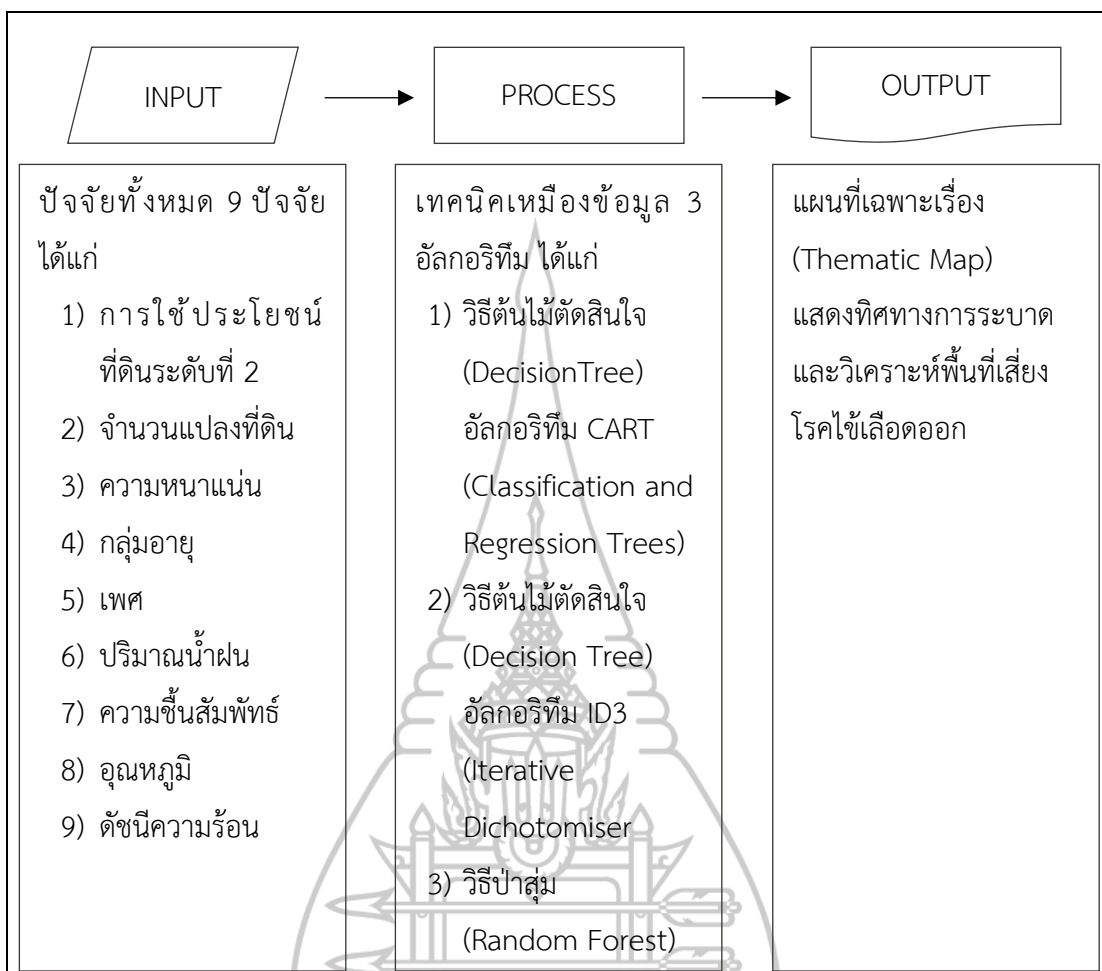 INPUT
PROCESS
OUTPUT
ปัจจัยทั้งหมด 9 ปัจจัย
ได้แก่
1) การใช้ประโยชน์
ที่ดินระดับที่ 2
2) จำนวนแปลงที่ดิน
3) ความหนาแน่น
4) กลุ่มอายุ
5) เพศ
6) ปริมาณน้ำฝน
7) ความชื้นสัมพัทธ์
8) อุณหภูมิ
9) ดัชนีความร้อน
เทคนิคเหมืองข้อมูล 3
อัลกอริทึม ได้แก่
1) วิธีต้นไม้ตัดสินใจ
(DecisionTree)
อัลกอริทึม CART
(Classification and
Regression Trees)
2) วิธีต้นไม้ตัดสินใจ
(Decision Tree)
อัลกอริทึม ID3
(Iterative
Dichotomiser
3) วิธีป่าสุ่ม
(Random Forest)
แผนที่เฉพาะเรื่อง
(Thematic Map)
แสดงทิศทางการระบาด
และวิเคราะห์พื้นที่เสี่ยง
โรคไข้เลือดออก